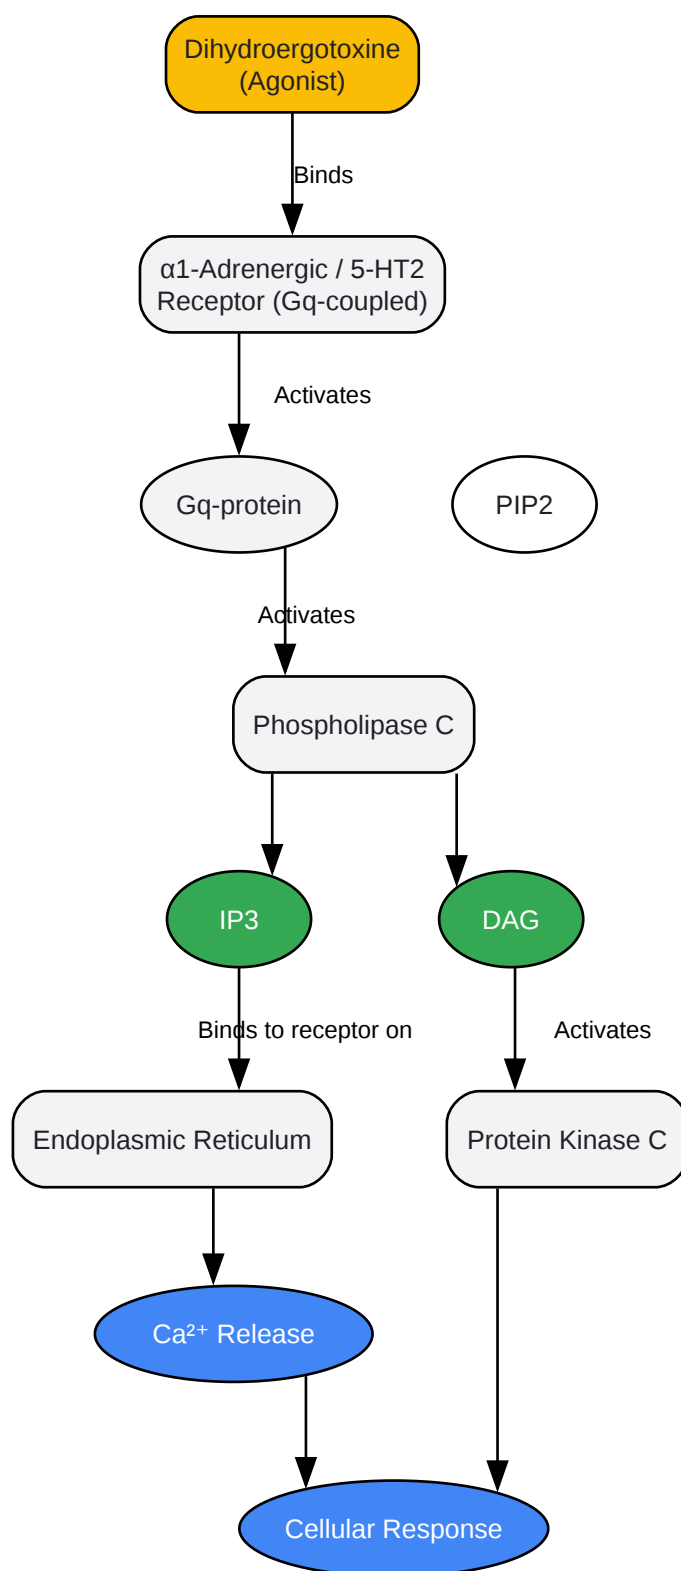 Dihydroergotoxine
(Agonist)
Binds
α1-Adrenergic / 5-HT2
Receptor (Gq-coupled)
Activates
Gq-protein
PIP2
Activates
Phospholipase C
IP3
DAG
Binds to receptor on
Activates
Endoplasmic Reticulum
Protein Kinase C
Ca²⁺ Release
Cellular Response